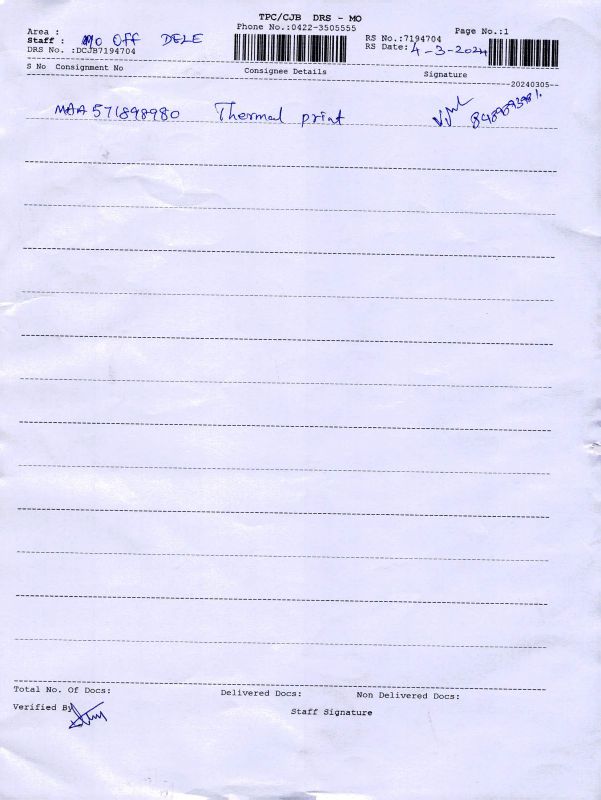 TPC/CJB DRS - MO
Phone No.:0422-3505555
Page No.:1
Area :
Staff : MO OFF DELE
RS No.:7194704
DRS No. :DCJB7194704
RS Date: 4-3-2024
S No Consignment No Consignee Details Signature
20240305
MAA 571898980 Thermal print
Total No. Of Docs: Delivered Docs: Non Delivered Docs:
Verified By
Staff Signature